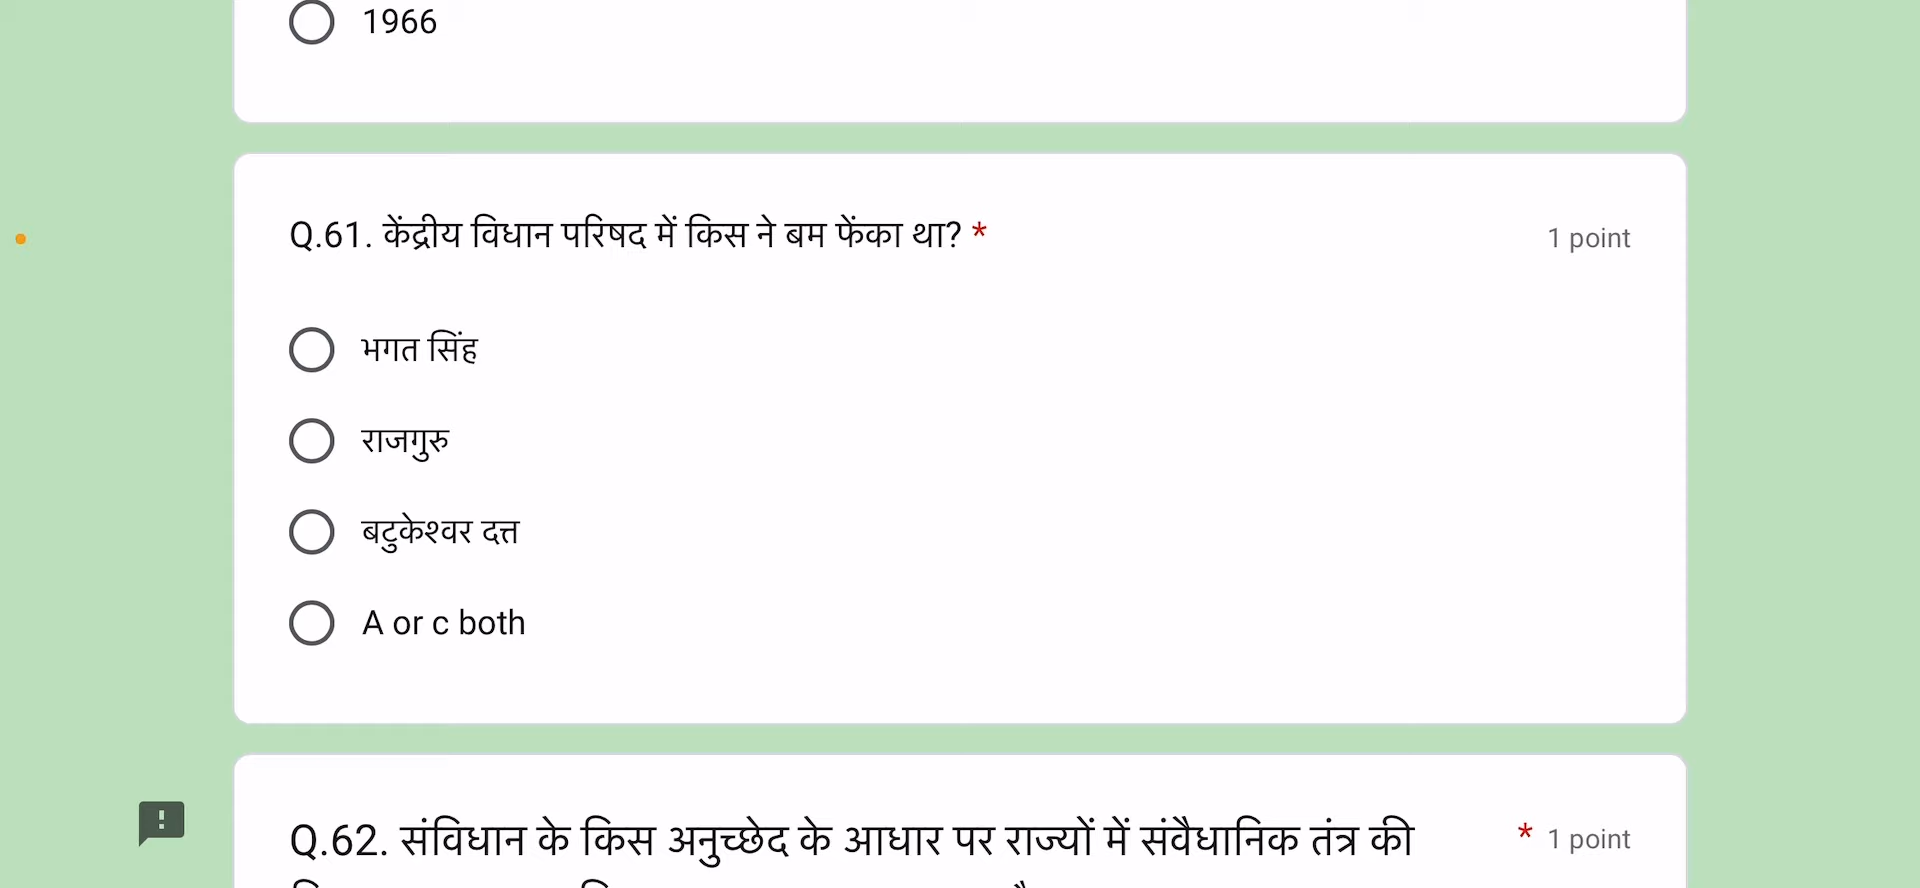 1966
Q.61. केंद्रीय विधान परिषद में किस ने बम फेंका था? *
1 point
भगत सिंह
राजगुरु
बटुकेश्वर दत्त
A or c both
Q.62. संविधान के किस अनुच्छेद के आधार पर राज्यों में संवैधानिक तंत्र की
* 1 point